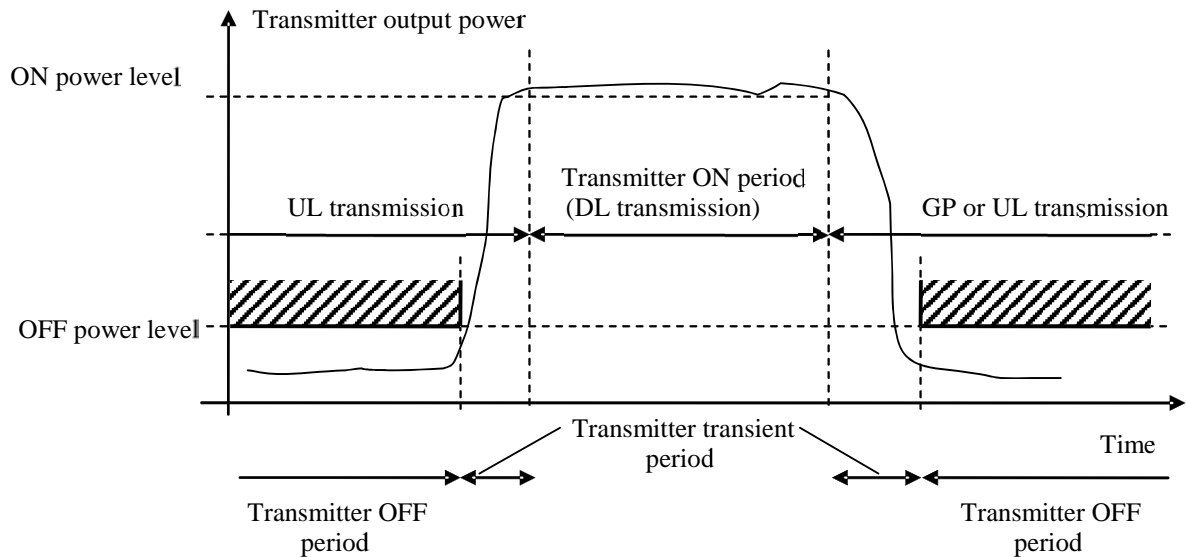 Transmitter output power
ON power level
Transmitter ON period
(DL transmission)
UL transmission
GP or UL transmission
OFF power level
Transmitter transient
period
Time
Transmitter OFF
period
Transmitter OFF
period